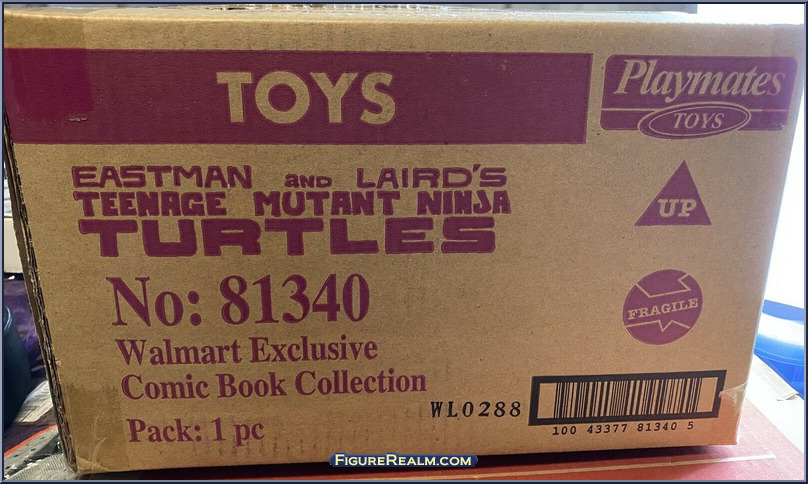 TOYS
Playmates
TOYS
EASTMAN AND LAIRD'S
TEENAGE MUTANT NINJA
TURTLES
UP
No: 81340
FRAGILE
Walmart Exclusive
Comic Book Collection
Pack: 1 pc
WL0288
100 43377 81340 5
FIGUREREALM.COM